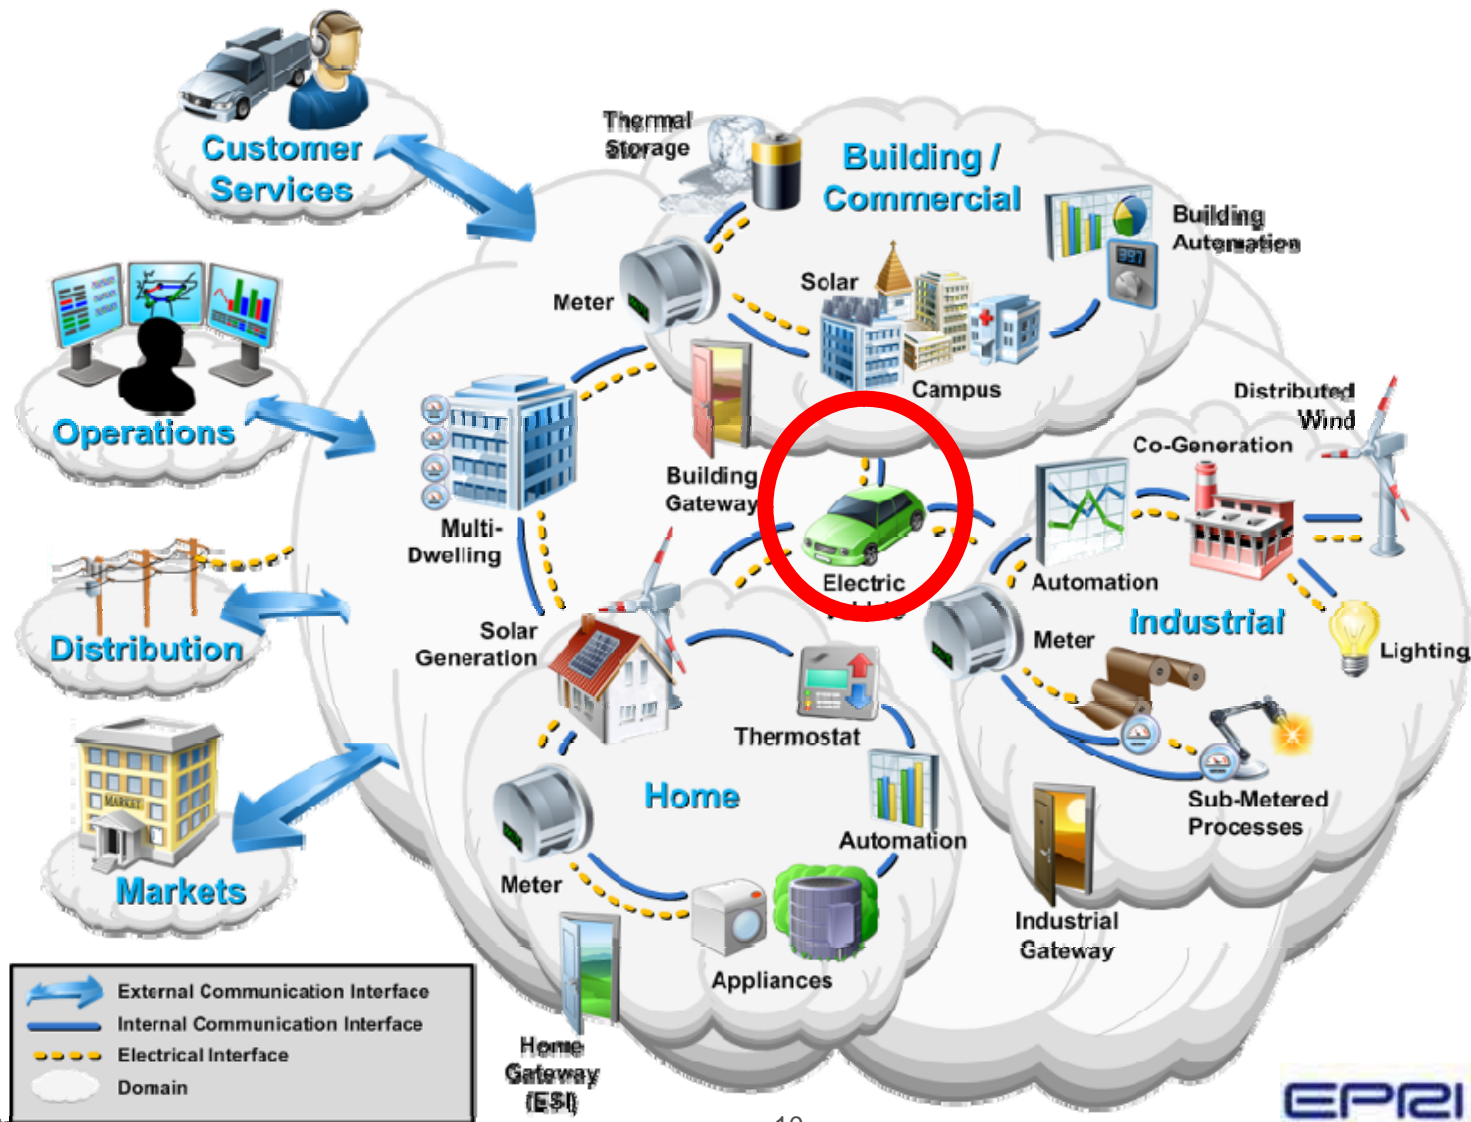 Customer
Services
Thermal
Storage
Building /
Commercial
Building
Automation
Meter
Solar
Campus
Operations
Multi-
Dwelling
Building
Gateway
Electric
Distributed
Wind
Co-Generation
Automation
Industrial
Meter
Lighting
Distribution
Solar
Generation
Thermostat
Home
Automation
Sub-Metered
Processes
MARKET
Markets
Meter
Appliances
Industrial
Gateway
Home
Gateway
(ESI)
External Communication Interface
Internal Communication Interface
Electrical Interface
Domain
EPRI